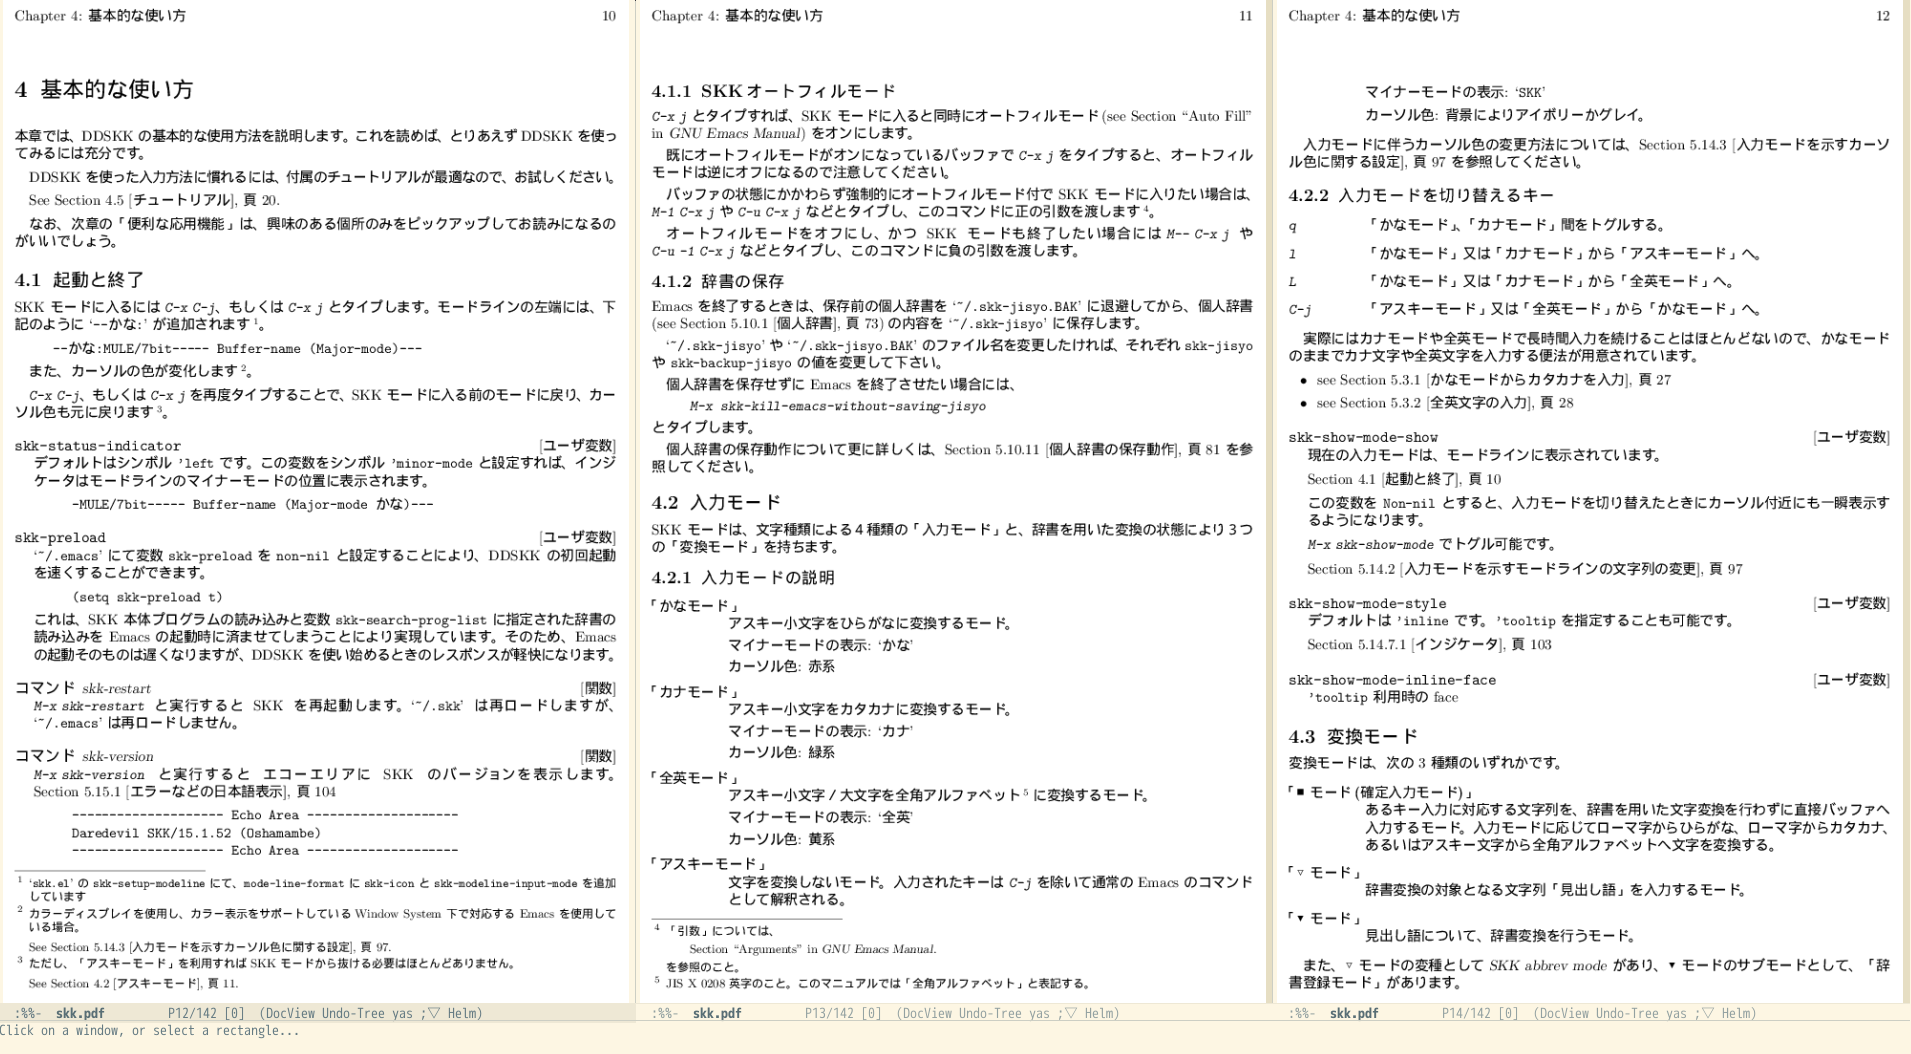 Chapter 4: 基本的な使い方 10
4 基本的な使い方
本章では、DDSKK の基本的な使用方法を説明します。これを読めば、とりあえず DDSKK を使っ
てみるには充分です。
DDSKK を使った入力方法に慣れるには、付属のチュートリアルが最適なので、お試しください。
See Section 4.5 [チュートリアル], 頁 20.
なお、次章の「便利な応用機能」は、興味のある個所のみをピックアップしてお読みになるの
がいいでしょう。
4.1 起動と終了
SKK モードに入るには C-x C-j、もしくは C-x j とタイプします。モードラインの左端には、下
記のように ‘--かな:’ が追加されます 1。
--かな:MULE/7bit----- Buffer-name (Major-mode)---
また、カーソルの色が変化します 2。
C-x C-j、もしくは C-x j を再度タイプすることで、SKK モードに入る前のモードに戻り、カー
ソル色も元に戻ります 3。
skk-status-indicator [ユーザ変数]
デフォルトはシンボル ’left です。この変数をシンボル ’minor-mode と設定すれば、インジ
ケータはモードラインのマイナーモードの位置に表示されます。
-MULE/7bit----- Buffer-name (Major-mode かな)---
skk-preload [ユーザ変数]
‘~/.emacs’ にて変数 skk-preload を non-nil と設定することにより、DDSKK の初回起動
を速くすることができます。
(setq skk-preload t)
これは、SKK 本体プログラムの読み込みと変数 skk-search-prog-list に指定された辞書の
読み込みを Emacs の起動時に済ませてしまうことにより実現しています。そのため、Emacs
の起動そのものは遅くなりますが、DDSKK を使い始めるときのレスポンスが軽快になります。
コマンド skk-restart [関数]
M-x skk-restart と実行すると SKK を再起動します。‘~/.skk’ は再ロードしますが、
‘~/.emacs’ は再ロードしません。
コマンド skk-version [関数]
M-x skk-version と実行すると エコーエリアに SKK のバージョンを表示します。
Section 5.15.1 [エラーなどの日本語表示], 頁 104
-------------------- Echo Area --------------------
Daredevil SKK/15.1.52 (Oshamambe)
-------------------- Echo Area --------------------
1 ‘skk.el’ の skk-setup-modeline にて、mode-line-format に skk-icon と skk-modeline-input-mode を追加
しています
2 カラーディスプレイを使用し、カラー表示をサポートしている Window System 下で対応する Emacs を使用して
いる場合。
See Section 5.14.3 [入力モードを示すカーソル色に関する設定], 頁 97.
3 ただし、「アスキーモード」を利用すれば SKK モードから抜ける必要はほとんどありません。
See Section 4.2 [アスキーモード], 頁 11.
:%%- skk.pdf P12/142 [0] (DocView Undo-Tree yas ;▽ Helm)
Chapter 4: 基本的な使い方 11
4.1.1 SKK オートフィルモード
C-x j とタイプすれば、SKK モードに入ると同時にオートフィルモード (see Section “Auto Fill”
in GNU Emacs Manual) をオンにします。
既にオートフィルモードがオンになっているバッファで C-x j をタイプすると、オートフィル
モードは逆にオフになるので注意してください。
バッファの状態にかかわらず強制的にオートフィルモード付で SKK モードに入りたい場合は、
M-1 C-x j や C-u C-x j などとタイプし、このコマンドに正の引数を渡します 4。
オートフィルモードをオフにし、かつ SKK モードも終了したい場合には M-- C-x j や
C-u -1 C-x j などとタイプし、このコマンドに負の引数を渡します。
4.1.2 辞書の保存
Emacs を終了するときは、保存前の個人辞書を ‘~/.skk-jisyo.BAK’ に退避してから、個人辞書
(see Section 5.10.1 [個人辞書], 頁 73) の内容を ‘~/.skk-jisyo’ に保存します。
‘~/.skk-jisyo’ や ‘~/.skk-jisyo.BAK’ のファイル名を変更したければ、それぞれ skk-jisyo
や skk-backup-jisyo の値を変更して下さい。
個人辞書を保存せずに Emacs を終了させたい場合には、
M-x skk-kill-emacs-without-saving-jisyo
とタイプします。
個人辞書の保存動作について更に詳しくは、Section 5.10.11 [個人辞書の保存動作], 頁 81 を参
照してください。
4.2 入力モード
SKK モードは、文字種類による 4 種類の「入力モード」と、辞書を用いた変換の状態により 3 つ
の「変換モード」を持ちます。
4.2.1 入力モードの説明
「かなモード」
アスキー小文字をひらがなに変換するモード。
マイナーモードの表示: ‘かな’
カーソル色: 赤系
「カナモード」
アスキー小文字をカタカナに変換するモード。
マイナーモードの表示: ‘カナ’
カーソル色: 緑系
「全英モード」
アスキー小文字 / 大文字を全角アルファベット 5 に変換するモード。
マイナーモードの表示: ‘全英’
カーソル色: 黄系
「アスキーモード」
文字を変換しないモード。入力されたキーは C-j を除いて通常の Emacs のコマンド
として解釈される。
4 「引数」については、
Section “Arguments” in GNU Emacs Manual.
を参照のこと。
5 JIS X 0208 英字のこと。このマニュアルでは「全角アルファベット」と表記する。
:%%- skk.pdf P13/142 [0] (DocView Undo-Tree yas ;▽ Helm)
Chapter 4: 基本的な使い方 12
マイナーモードの表示: ‘SKK’
カーソル色: 背景によりアイボリーかグレイ。
入力モードに伴うカーソル色の変更方法については、Section 5.14.3 [入力モードを示すカーソ
ル色に関する設定], 頁 97 を参照してください。
4.2.2 入力モードを切り替えるキー
q 「かなモード」、「カナモード」間をトグルする。
l 「かなモード」又は「カナモード」から「アスキーモード」へ。
L 「かなモード」又は「カナモード」から「全英モード」へ。
C-j 「アスキーモード」又は「全英モード」から「かなモード」へ。
実際にはカナモードや全英モードで長時間入力を続けることはほとんどないので、かなモード
のままでカナ文字や全英文字を入力する便法が用意されています。
• see Section 5.3.1 [かなモードからカタカナを入力], 頁 27
• see Section 5.3.2 [全英文字の入力], 頁 28
skk-show-mode-show [ユーザ変数]
現在の入力モードは、モードラインに表示されています。
Section 4.1 [起動と終了], 頁 10
この変数を Non-nil とすると、入力モードを切り替えたときにカーソル付近にも一瞬表示す
るようになります。
M-x skk-show-mode でトグル可能です。
Section 5.14.2 [入力モードを示すモードラインの文字列の変更], 頁 97
skk-show-mode-style [ユーザ変数]
デフォルトは ’inline です。’tooltip を指定することも可能です。
Section 5.14.7.1 [インジケータ], 頁 103
skk-show-mode-inline-face [ユーザ変数]
’tooltip 利用時の face
4.3 変換モード
変換モードは、次の 3 種類のいずれかです。
「■ モード (確定入力モード)」
あるキー入力に対応する文字列を、辞書を用いた文字変換を行わずに直接バッファへ
入力するモード。入力モードに応じてローマ字からひらがな、ローマ字からカタカナ、
あるいはアスキー文字から全角アルファベットへ文字を変換する。
「▽ モード」
辞書変換の対象となる文字列「見出し語」を入力するモード。
「▼ モード」
見出し語について、辞書変換を行うモード。
また、▽ モードの変種として SKK abbrev mode があり、▼ モードのサブモードとして、「辞
書登録モード」があります。
:%%- skk.pdf P14/142 [0] (DocView Undo-Tree yas ;▽ Helm)
Click on a window, or select a rectangle...